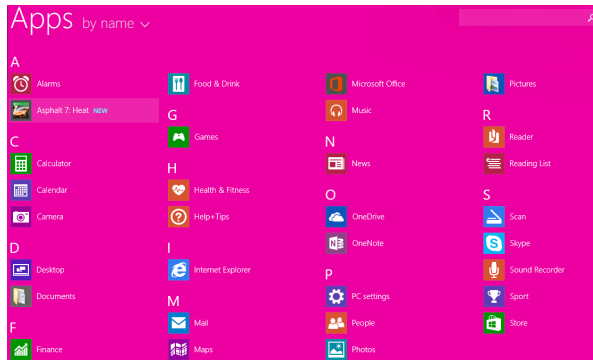 Apps by name
A
Alarms
Asphalt 7: Heat NEW
C
Calculator
Calendar
Camera
D
Desktop
Documents
F
Finance
Food & Drink
G
Games
H
Health & Fitness
Help+Tips
I
Internet Explorer
M
Mail
Maps
Microsoft Office
Music
N
News
O
OneDrive
OneNote
P
PC settings
People
Photos
Pictures
R
Reader
Reading List
S
Scan
Skype
Sound Recorder
Sport
Store